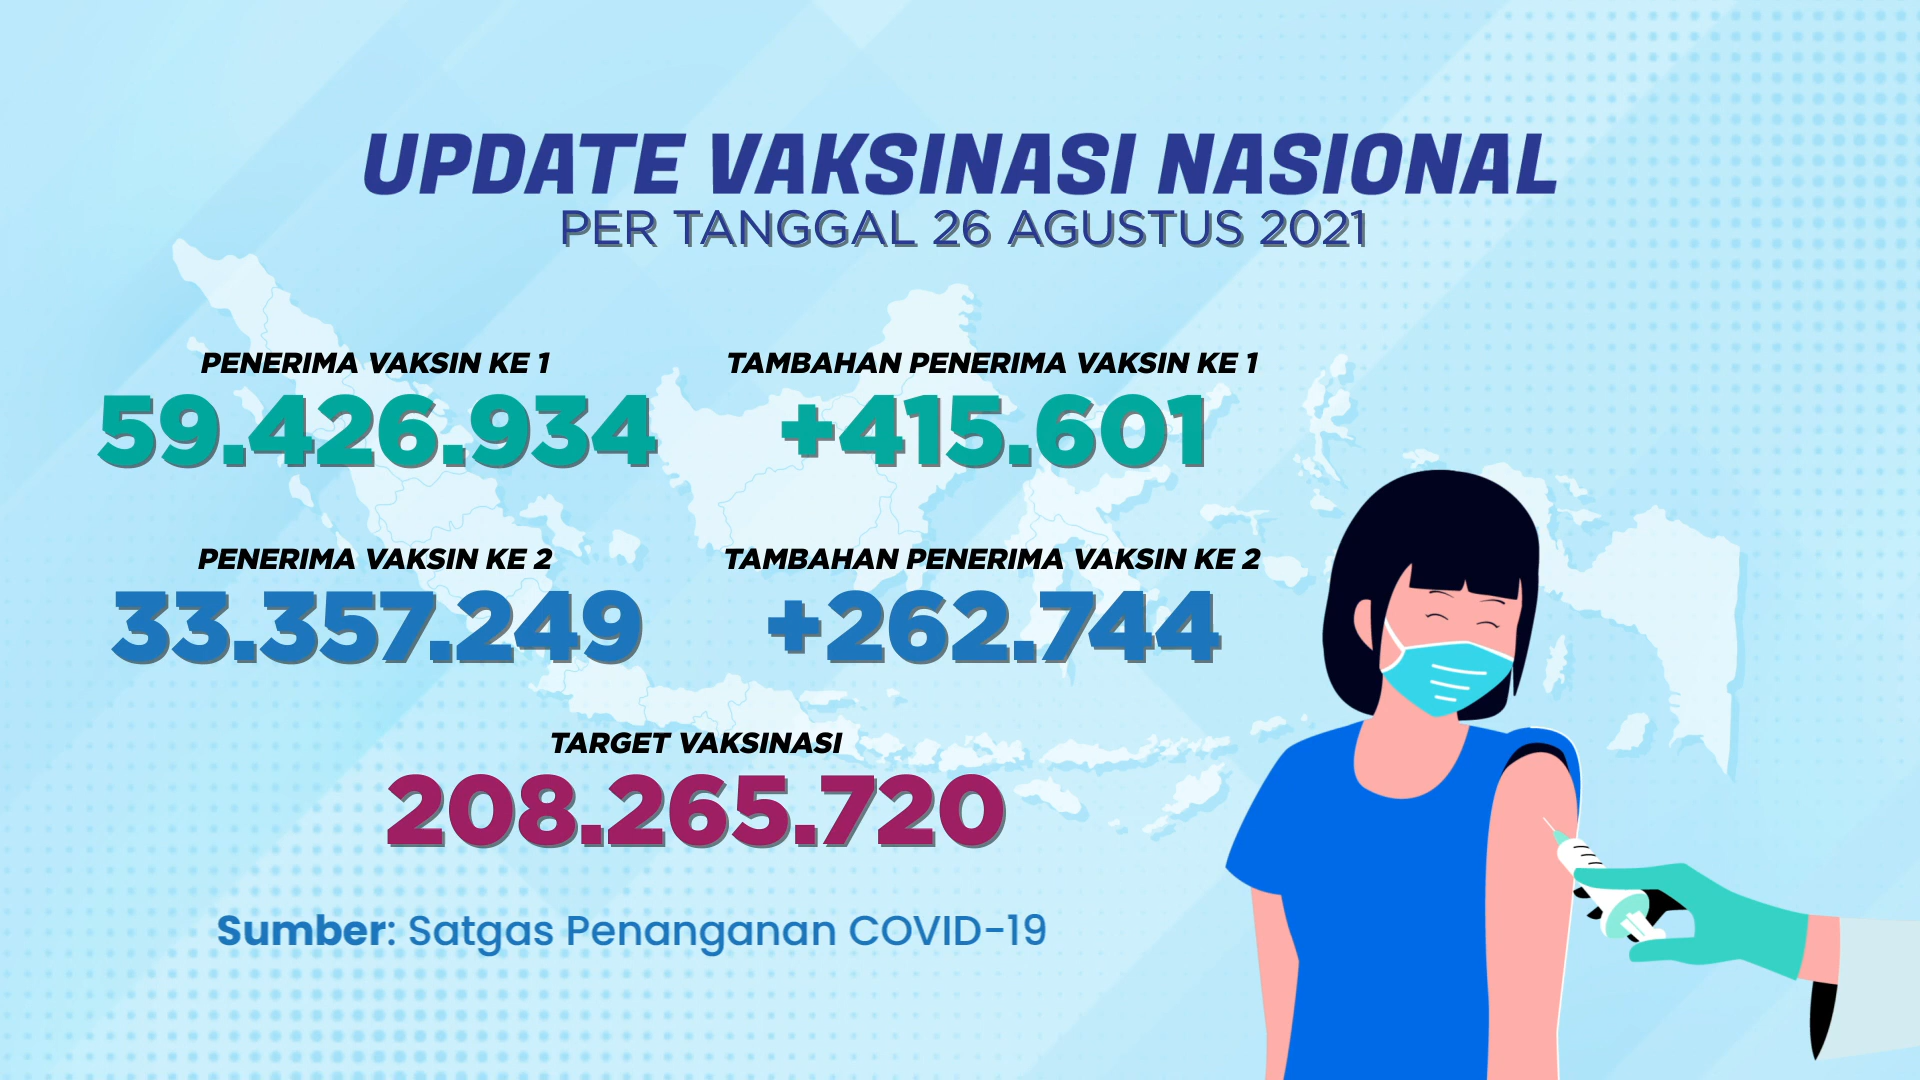 UPDATE VAKSINASI NASIONAL
PER TANGGAL 26 AGUSTUS 2021
PENERIMA VAKSIN KE 1
59.426.934
TAMBAHAN PENERIMA VAKSIN KE 1
+415.601
PENERIMA VAKSIN KE 2
33.357.249
TAMBAHAN PENERIMA VAKSIN KE 2
+262.744
TARGET VAKSINASI
208.265.720
Sumber: Satgas Penanganan COVID-19